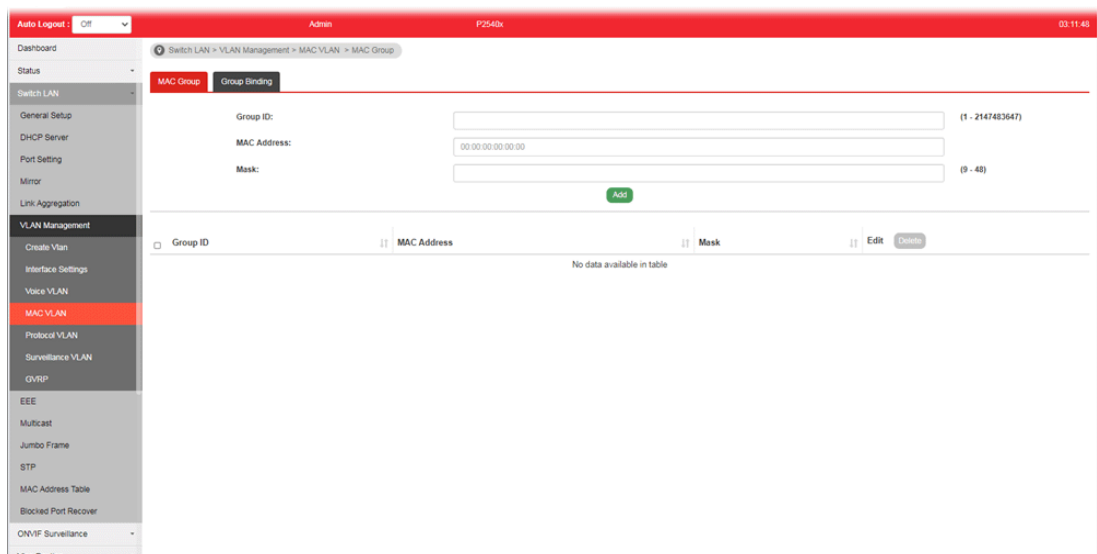 Auto Logout : Off Admin P2540x 03:11:48
Dashboard
Switch LAN > VLAN Management > MAC VLAN > MAC Group
Status
MAC Group Group Binding
Switch LAN
General Setup
Group ID: (1 - 2147483647)
DHCP Server
MAC Address: 00:00:00:00:00:00
Port Setting
Mask: (9 - 48)
Mirror
Add
Link Aggregation
VLAN Management
Group ID MAC Address Mask Edit Delete
Create Vlan
No data available in table
Interface Settings
Voice VLAN
MAC VLAN
Protocol VLAN
Surveillance VLAN
GVRP
EEE
Multicast
Jumbo Frame
STP
MAC Address Table
Blocked Port Recover
ONVIF Surveillance